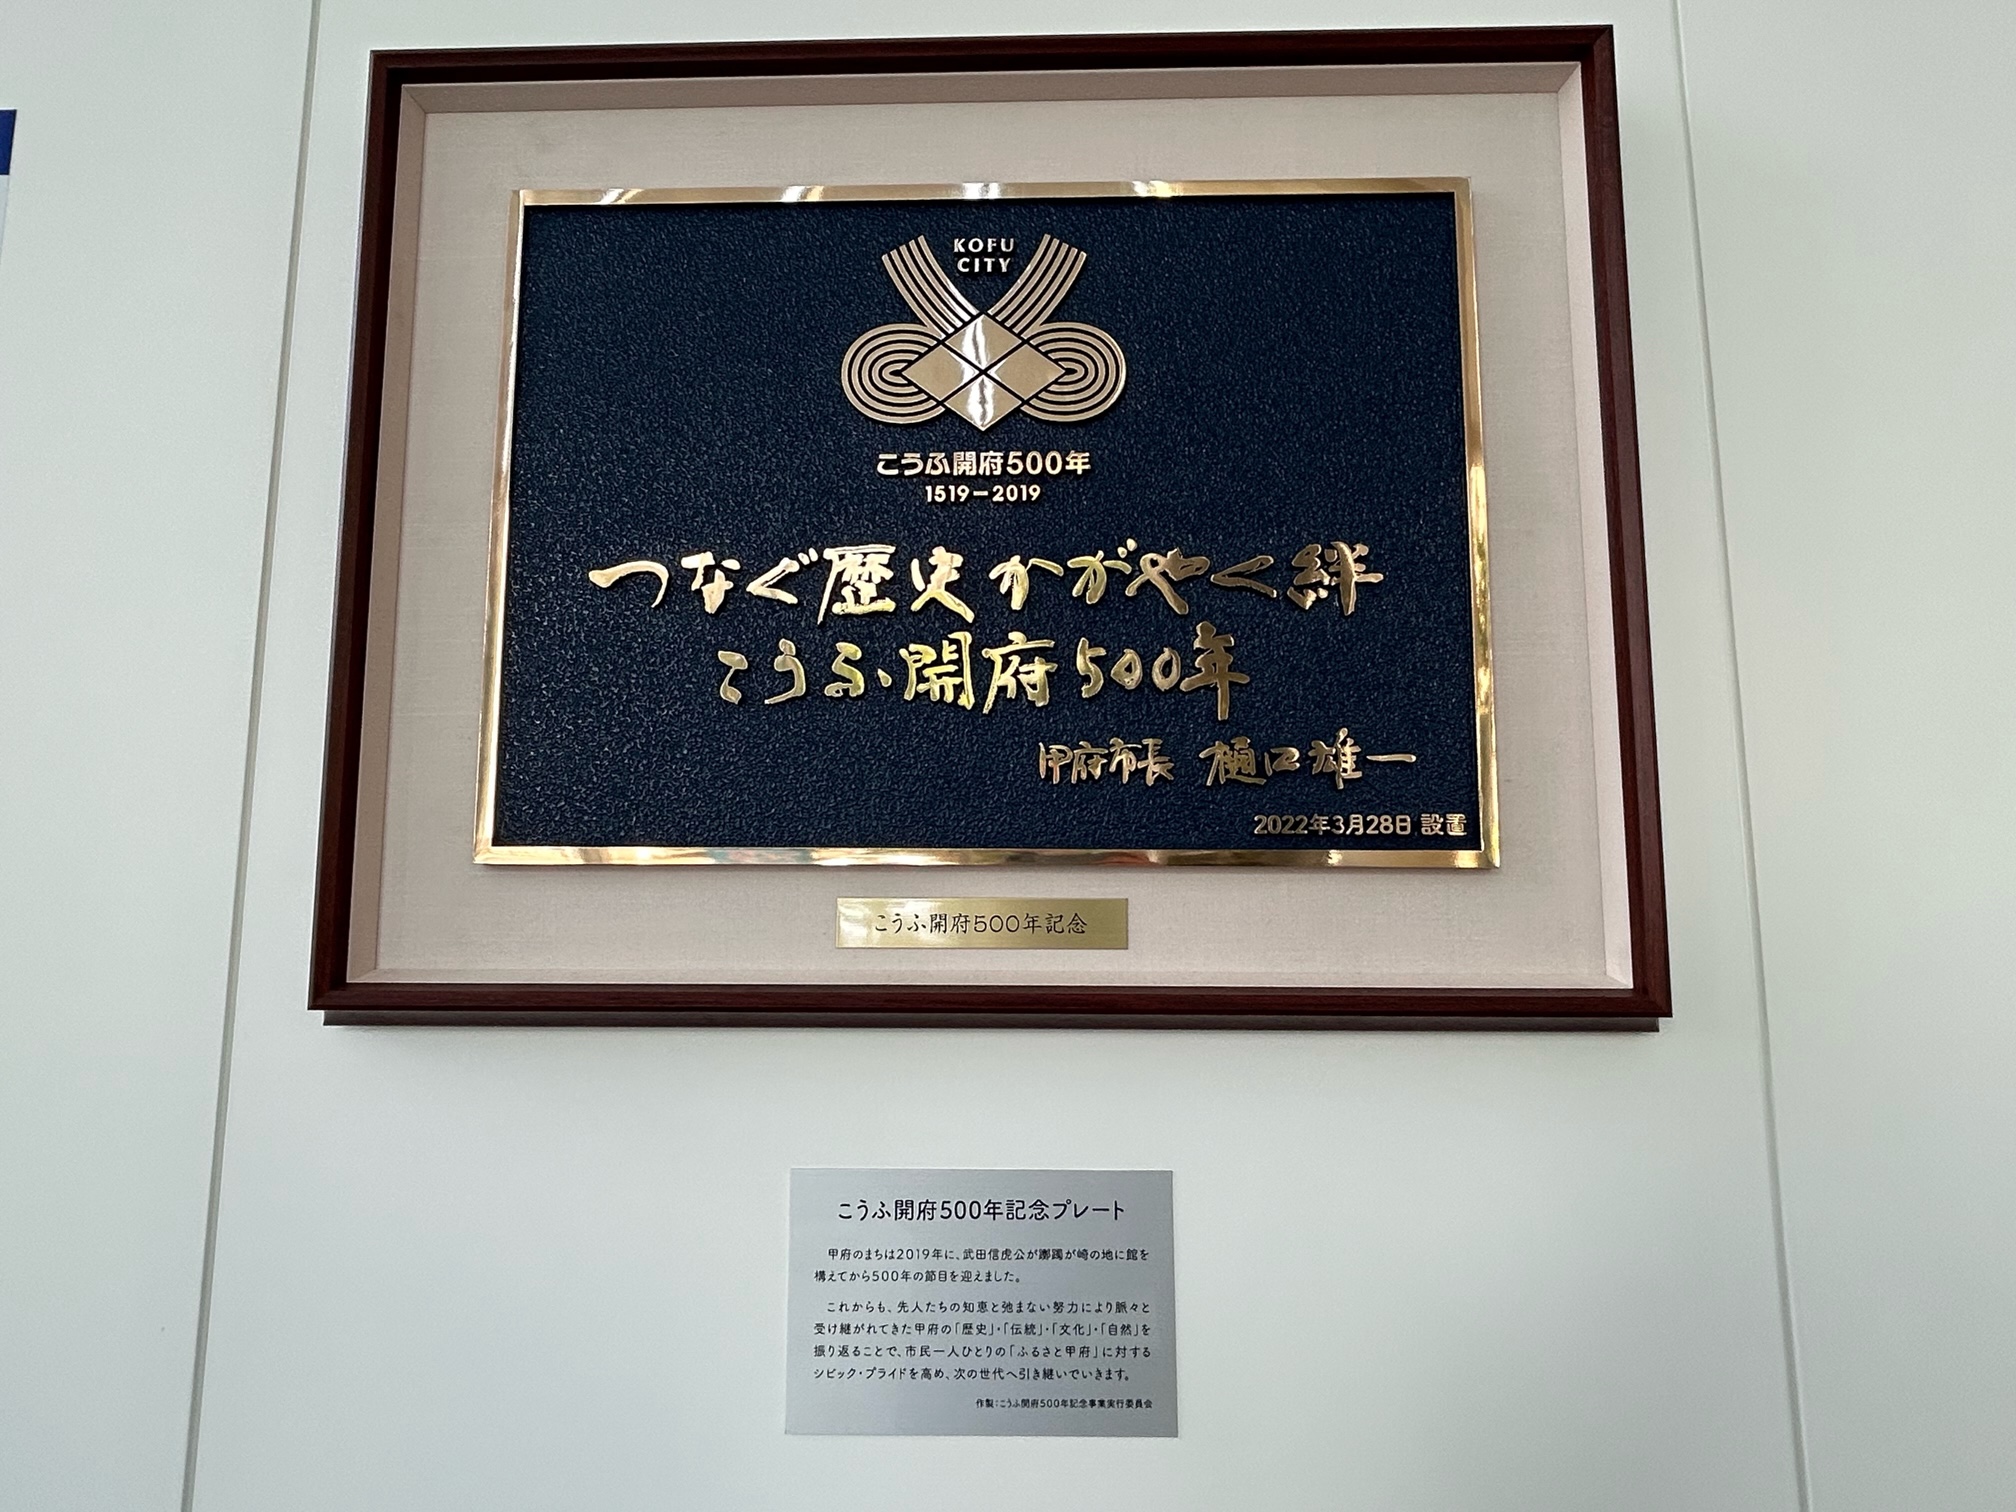 KOFU
CITY
こうふ開府500年
1519-2019
つなぐ歴史かがやく絆
こうふ開府500年
甲府市長 樋口雄一
2022年3月28日 設置
こうふ開府500年記念
こうふ開府500年記念プレート
甲府のまちは2019年に、武田信虎公が躑躅が崎の地に館を
構えてから500年の節目を迎えました。
これからも、先人たちの知恵と弛まない努力により脈々と
受け継がれてきた甲府の「歴史」・「伝統」・「文化」・「自然」を
振り返ることで、市民一人ひとりの「ふるさと甲府」に対する
シビック・プライドを高め、次の世代へ引き継いでいきます。
作製:こうふ開府500年記念事業実行委員会